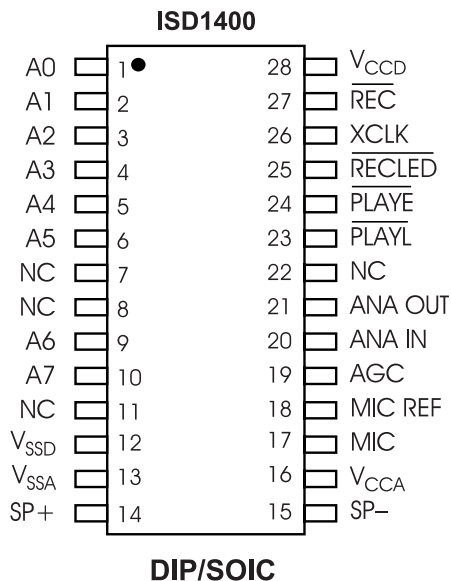 ISD1400
A0 1 28 VCCD
A1 2 27 REC
A2 3 26 XCLK
A3 4 25 RECLED
A4 5 24 PLAYE
A5 6 23 PLAYL
NC 7 22 NC
NC 8 21 ANA OUT
A6 9 20 ANA IN
A7 10 19 AGC
NC 11 18 MIC REF
VSSD 12 17 MIC
VSSA 13 16 VCCA
SP+ 14 15 SP–
DIP/SOIC